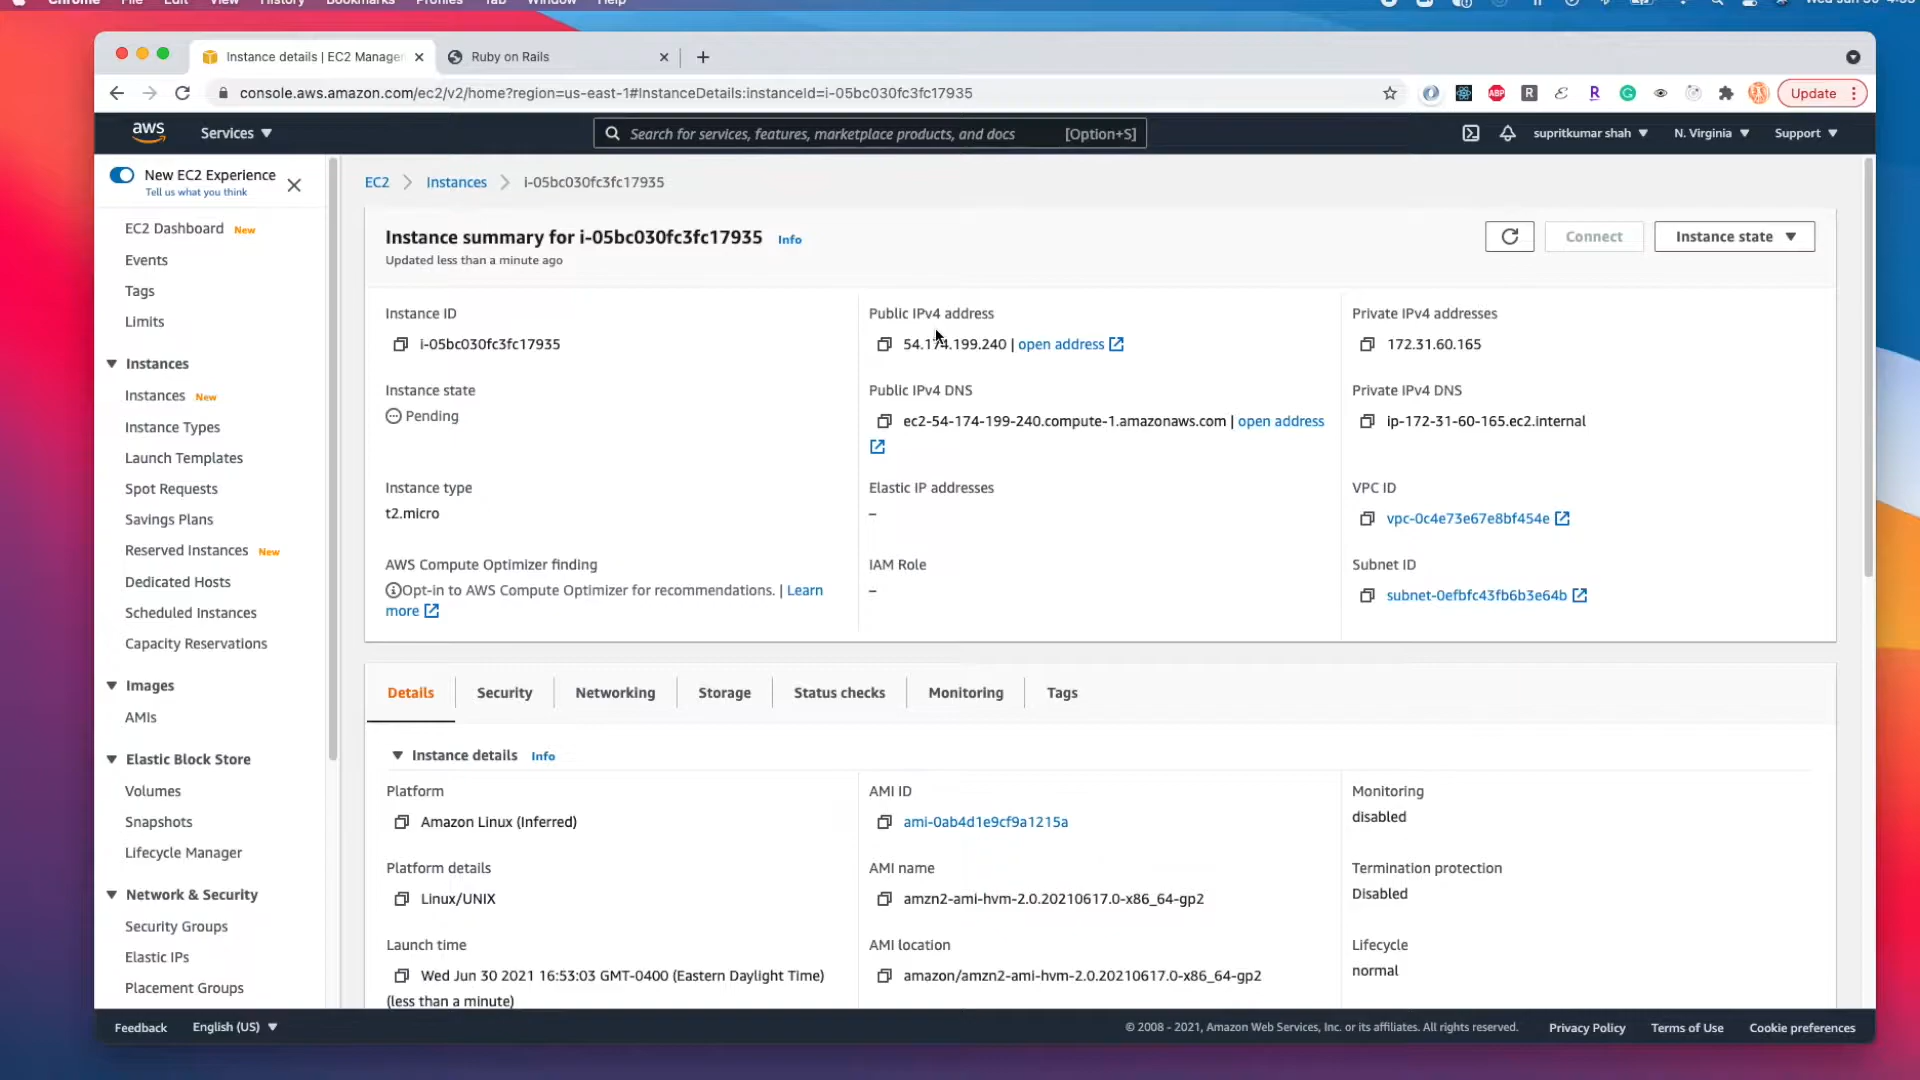 Chrome File Edit View History Bookmarks Profiles Tab Window Help
Wed Jun 30
Instance details | EC2 Manager
Ruby on Rails
console.aws.amazon.com/ec2/v2/home?region=us-east-1#InstanceDetails:instanceId=i-05bc030fc3fc17935
ABP
R
R
Update
aws
Services
Search for services, features, marketplace products, and docs [Option+S]
supritkumar shah
N. Virginia
Support
New EC2 Experience
Tell us what you think
EC2 Dashboard New
Events
Tags
Limits
Instances
Instances New
Instance Types
Launch Templates
Spot Requests
Savings Plans
Reserved Instances New
Dedicated Hosts
Scheduled Instances
Capacity Reservations
Images
AMIs
Elastic Block Store
Volumes
Snapshots
Lifecycle Manager
Network & Security
Security Groups
Elastic IPs
Placement Groups
EC2 > Instances > i-05bc030fc3fc17935
Instance summary for i-05bc030fc3fc17935 Info
Updated less than a minute ago
Connect
Instance state
Instance ID
i-05bc030fc3fc17935
Public IPv4 address
54.174.199.240 | open address
Private IPv4 addresses
172.31.60.165
Instance state
Pending
Public IPv4 DNS
ec2-54-174-199-240.compute-1.amazonaws.com | open address
Private IPv4 DNS
ip-172-31-60-165.ec2.internal
Instance type
t2.micro
Elastic IP addresses
–
VPC ID
vpc-0c4e73e67e8bf454e
AWS Compute Optimizer finding
Opt-in to AWS Compute Optimizer for recommendations. | Learn
more
IAM Role
–
Subnet ID
subnet-0efbfc43fb6b3e64b
Details
Security
Networking
Storage
Status checks
Monitoring
Tags
Instance details Info
Platform
Amazon Linux (Inferred)
AMI ID
ami-0ab4d1e9cf9a1215a
Monitoring
disabled
Platform details
Linux/UNIX
AMI name
amzn2-ami-hvm-2.0.20210617.0-x86_64-gp2
Termination protection
Disabled
Launch time
Wed Jun 30 2021 16:53:03 GMT-0400 (Eastern Daylight Time)
(less than a minute)
AMI location
amazon/amzn2-ami-hvm-2.0.20210617.0-x86_64-gp2
Lifecycle
normal
Feedback
English (US)
© 2008 - 2021, Amazon Web Services, Inc. or its affiliates. All rights reserved.
Privacy Policy
Terms of Use
Cookie preferences